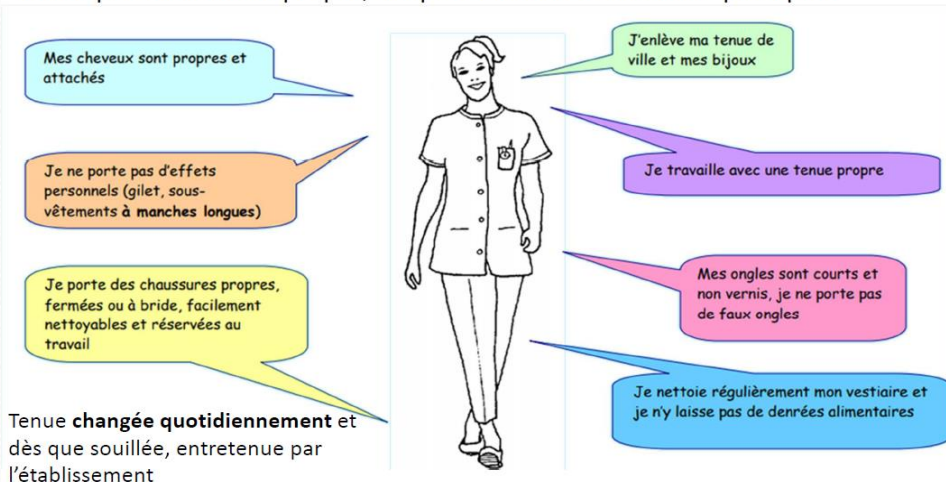 Mes cheveux sont propres et
attachés
J'enlève ma tenue de
ville et mes bijoux
Je ne porte pas d'effets
personnels (gilet, sous-
vêtements à manches longues)
Je travaille avec une tenue propre
Je porte des chaussures propres,
fermées ou à bride, facilement
nettoyables et réservées au
travail
Mes ongles sont courts et
non vernis, je ne porte pas
de faux ongles
Je nettoie régulièrement mon vestiaire et
je n'y laisse pas de denrées alimentaires
Tenue changée quotidiennement et
dès que souillée, entretenue par
l'établissement